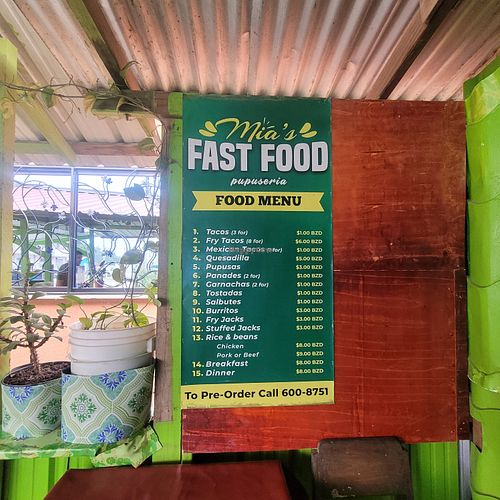 Mia's
FAST FOOD
pupuseria
FOOD MENU
1. Tacos (3 for) $1.00 BZD
2. Fry Tacos (8 for) $6.00 BZD
3. Mexican Tacos for) $1.00 BZD
4. Quesadilla $5.00 BZD
5. Pupusas $3.00 BZD
6. Panades (2 for) $1.00 BZD
7. Garnachas (2 for) $1.00 BZD
8. Tostadas $1.00 BZD
9. Salbutes $1.00 BZD
10. Burritos $3.00 BZD
11. Fry Jacks $3.00 BZD
12. Stuffed Jacks $3.00 BZD
13. Rice & beans
Chicken $8.00 BZD
Pork or Beef $9.00 BZD
14. Breakfast $8.00 BZD
15. Dinner $8.00 BZD
To Pre-Order Call 600-8751